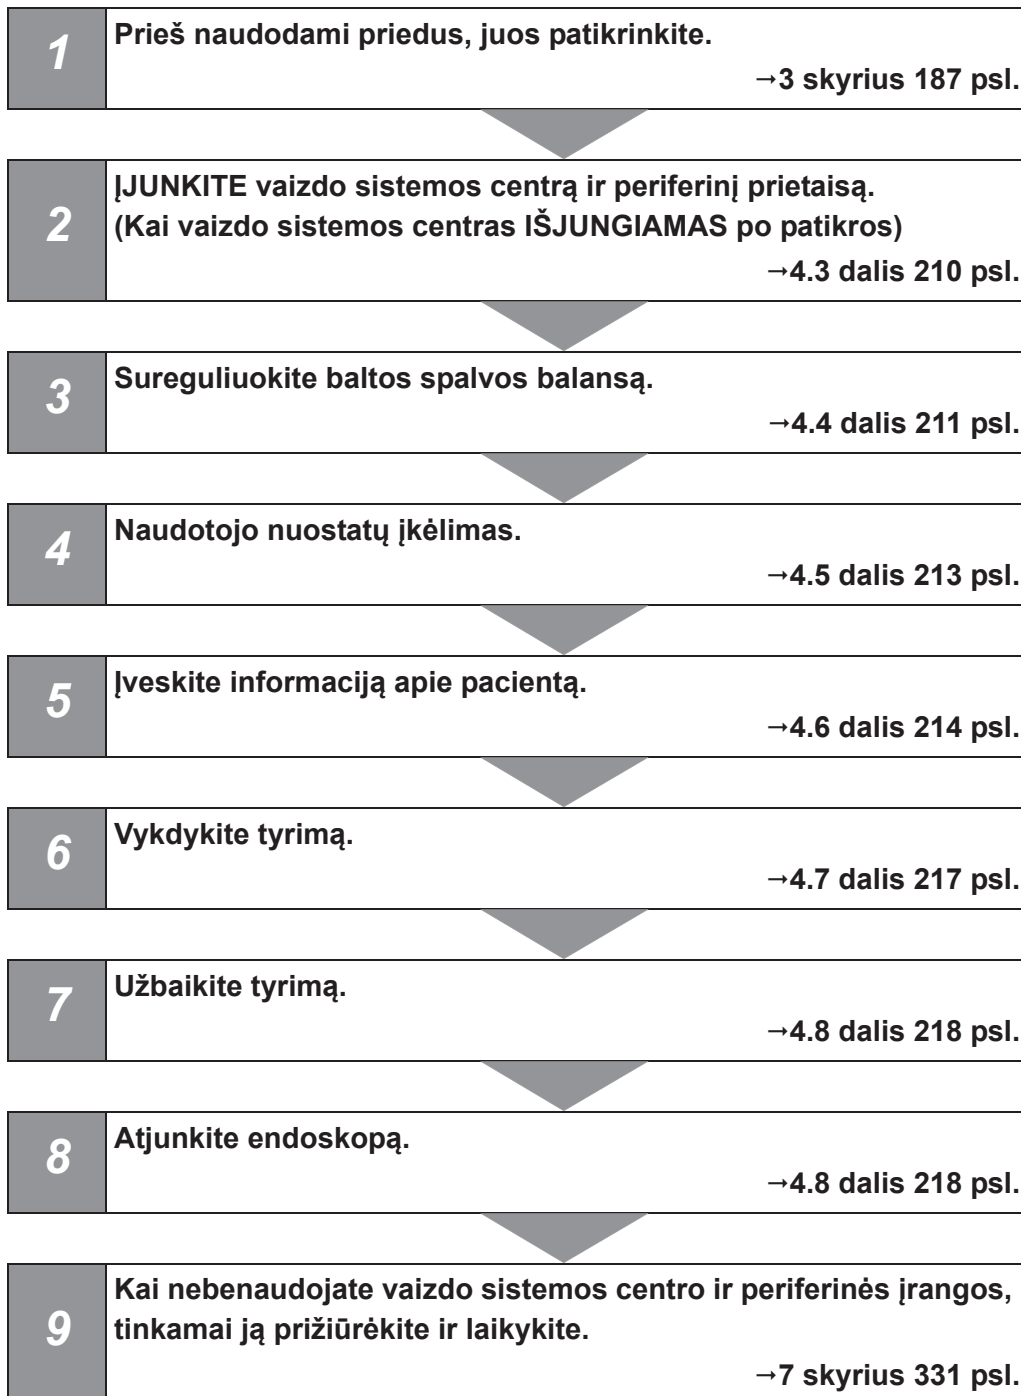 1
Prieš naudodami priedus, juos patikrinkite.
→3 skyrius 187 psl.
2
ĮJUNKITE vaizdo sistemos centrą ir periferinį prietaisą.
(Kai vaizdo sistemos centras IŠJUNGIAMAS po patikros)
→4.3 dalis 210 psl.
3
Sureguliuokite baltos spalvos balansą.
→4.4 dalis 211 psl.
4
Naudotojo nuostatų įkėlimas.
→4.5 dalis 213 psl.
5
Įveskite informaciją apie pacientą.
→4.6 dalis 214 psl.
6
Vykdykite tyrimą.
→4.7 dalis 217 psl.
7
Užbaikite tyrimą.
→4.8 dalis 218 psl.
8
Atjunkite endoskopą.
→4.8 dalis 218 psl.
9
Kai nebenaudojate vaizdo sistemos centro ir periferinės įrangos,
tinkamai ją prižiūrėkite ir laikykite.
→7 skyrius 331 psl.